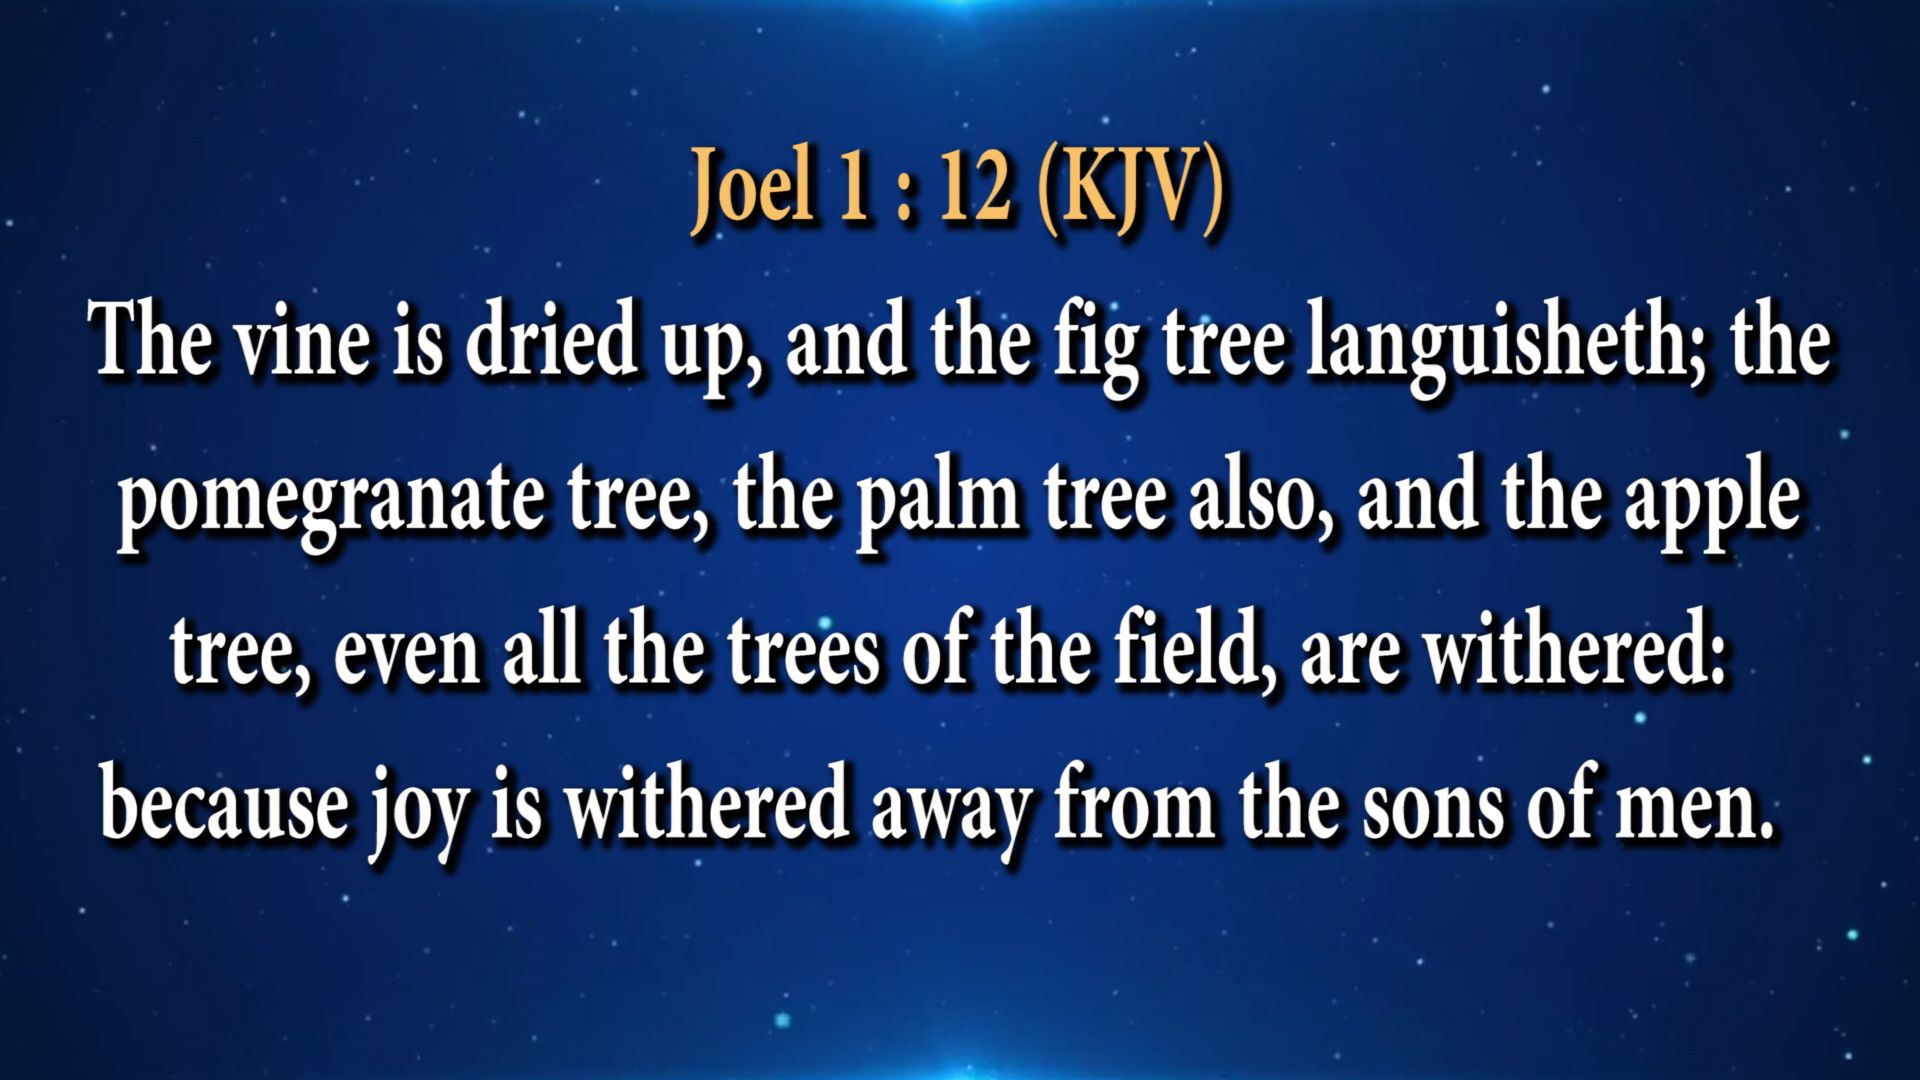 Joel 1 : 12 (KJV)
The vine is dried up, and the fig tree languisheth; the
pomegranate tree, the palm tree also, and the apple
tree, even all the trees of the field, are withered:
because joy is withered away from the sons of men.